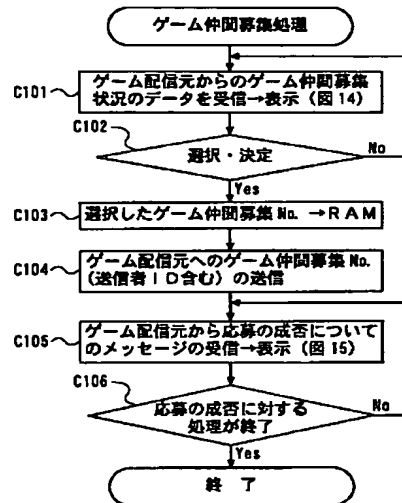 ゲーム仲間募集処理
C101
ゲーム配信元からのゲーム仲間募集
状況のデータを受信→表示(図14)
C102
選択・決定
No
Yes
C103
選択したゲーム仲間募集No.→RAM
C104
ゲーム配信元へのゲーム仲間募集No.
(送信者ID含む)の送信
C105
ゲーム配信元から応募の成否について
のメッセージの受信→表示(図15)
C106
応募の成否に対する
処理が終了
No
Yes
終 了